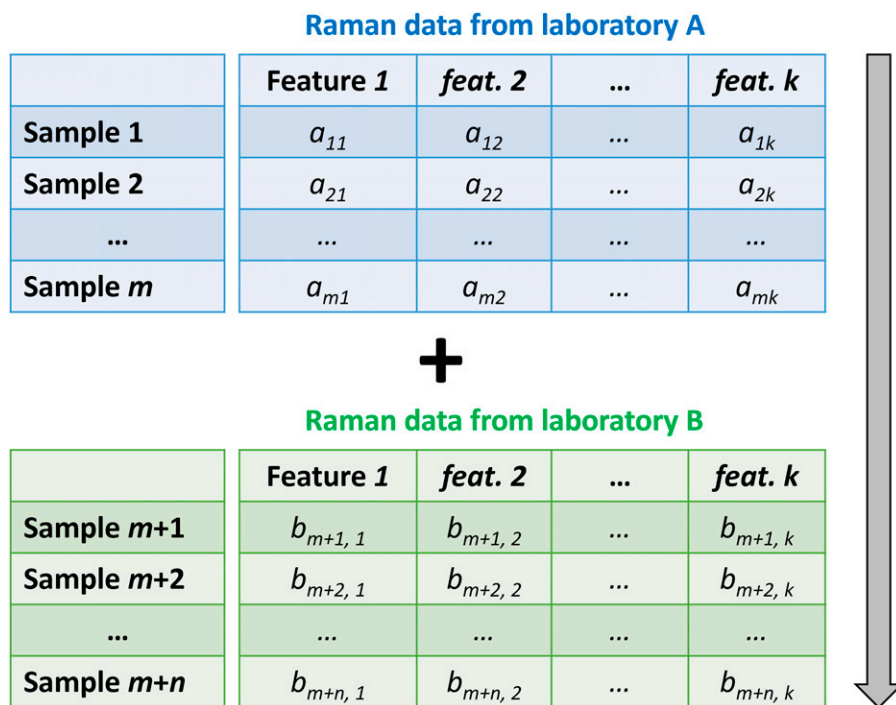 Raman data from laboratory A
Feature 1 feat. 2 ... feat. k
Sample 1 a11 a12 ... a1k
Sample 2 a21 a22 ... a2k
... ... ... ... ...
Sample m am1 am2 ... amk
+
Raman data from laboratory B
Feature 1 feat. 2 ... feat. k
Sample m+1 bm+1, 1 bm+1, 2 ... bm+1, k
Sample m+2 bm+2, 1 bm+2, 2 ... bm+2, k
... ... ... ... ...
Sample m+n bm+n, 1 bm+n, 2 ... bm+n, k